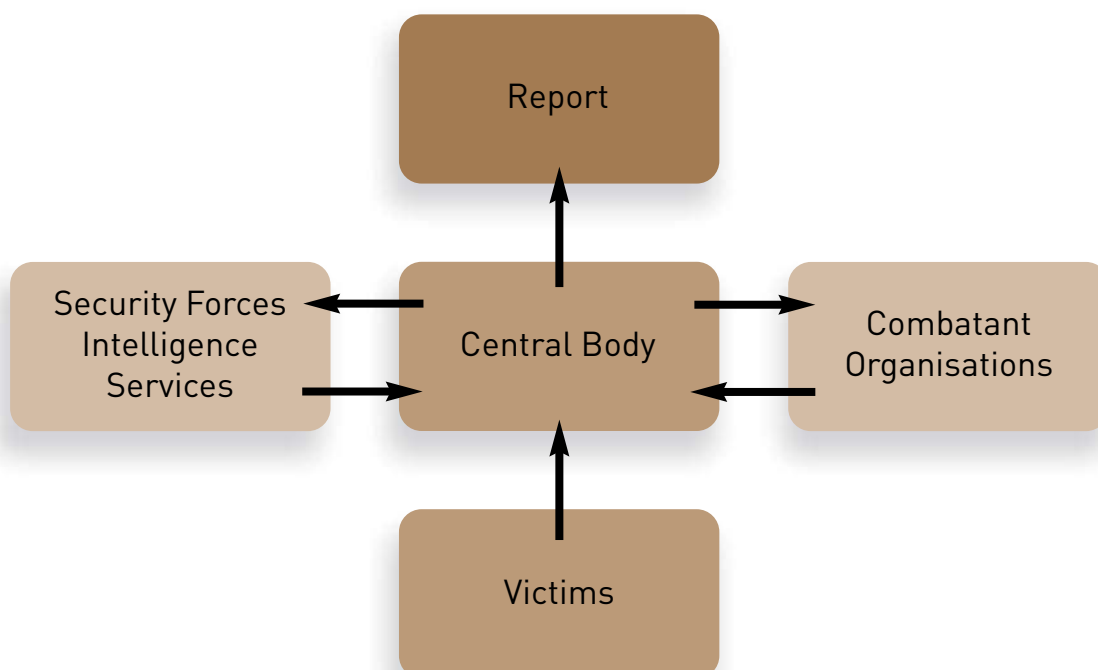 Report
Security Forces
Intelligence
Services
Central Body
Combatant
Organisations
Victims